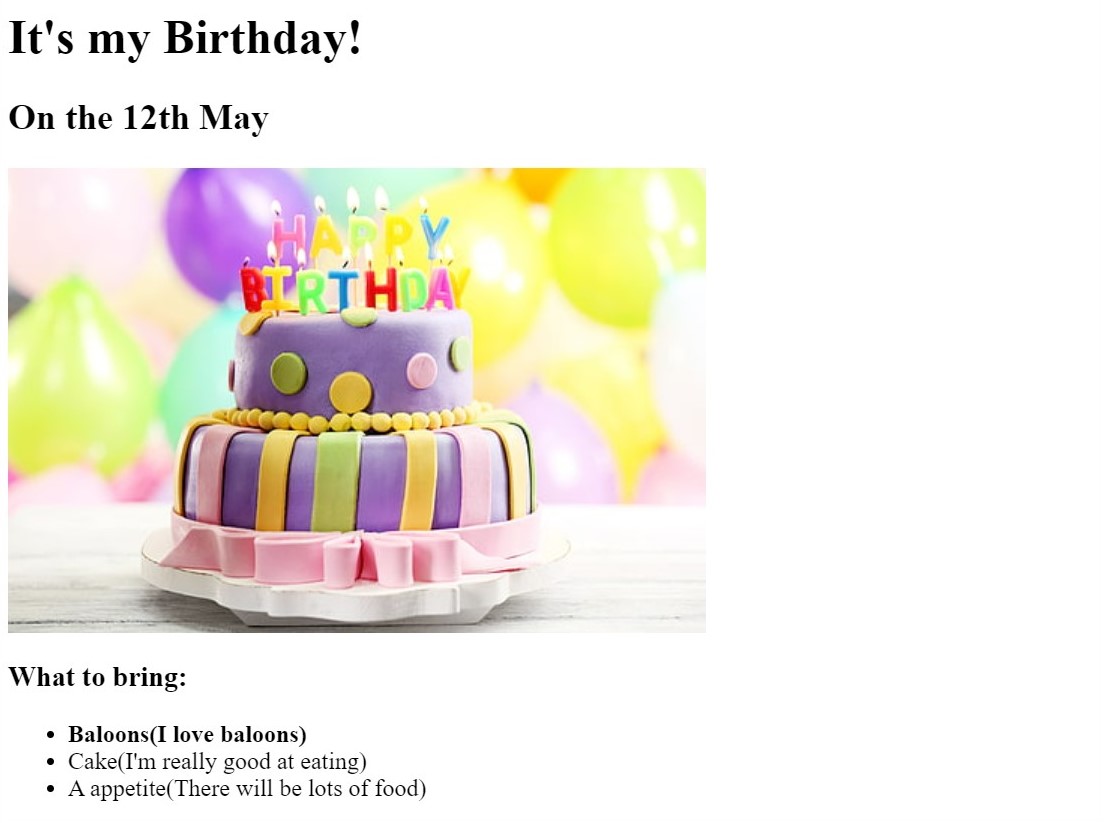 It's my Birthday!
On the 12th May
HAPPY
BIRTHDAY
What to bring:
Baloons(I love baloons)
Cake(I'm really good at eating)
A appetite(There will be lots of food)